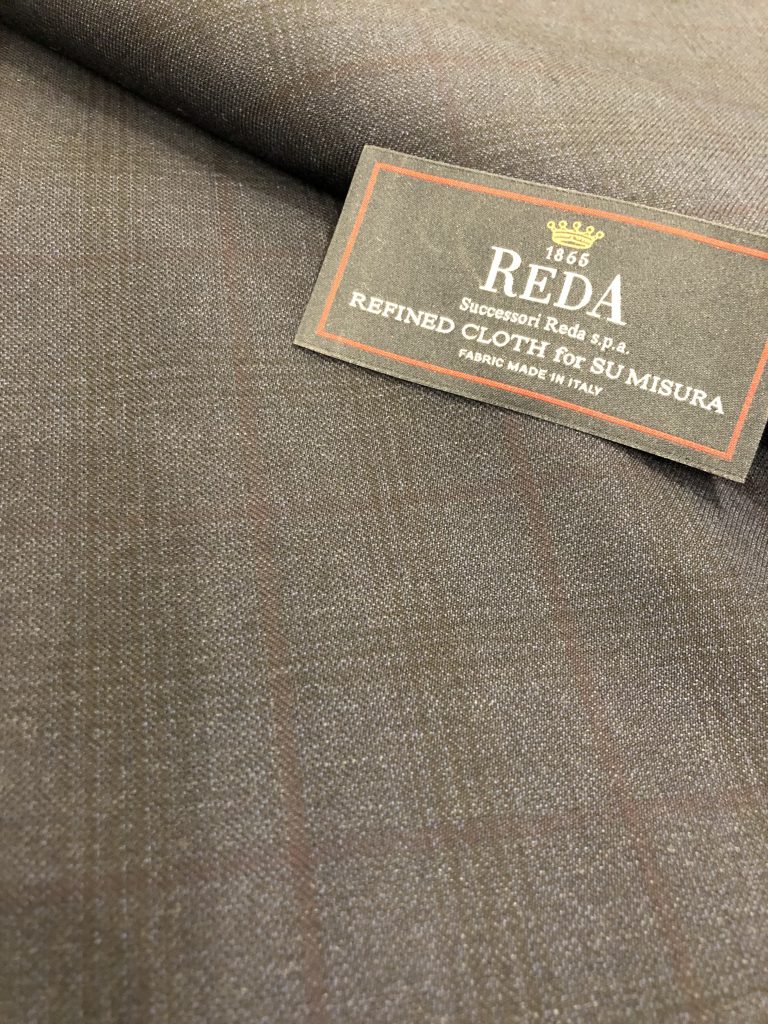 1865
REDA
Successori Reda s.p.a.
REFINED CLOTH for SU MISURA
FABRIC MADE IN ITALY